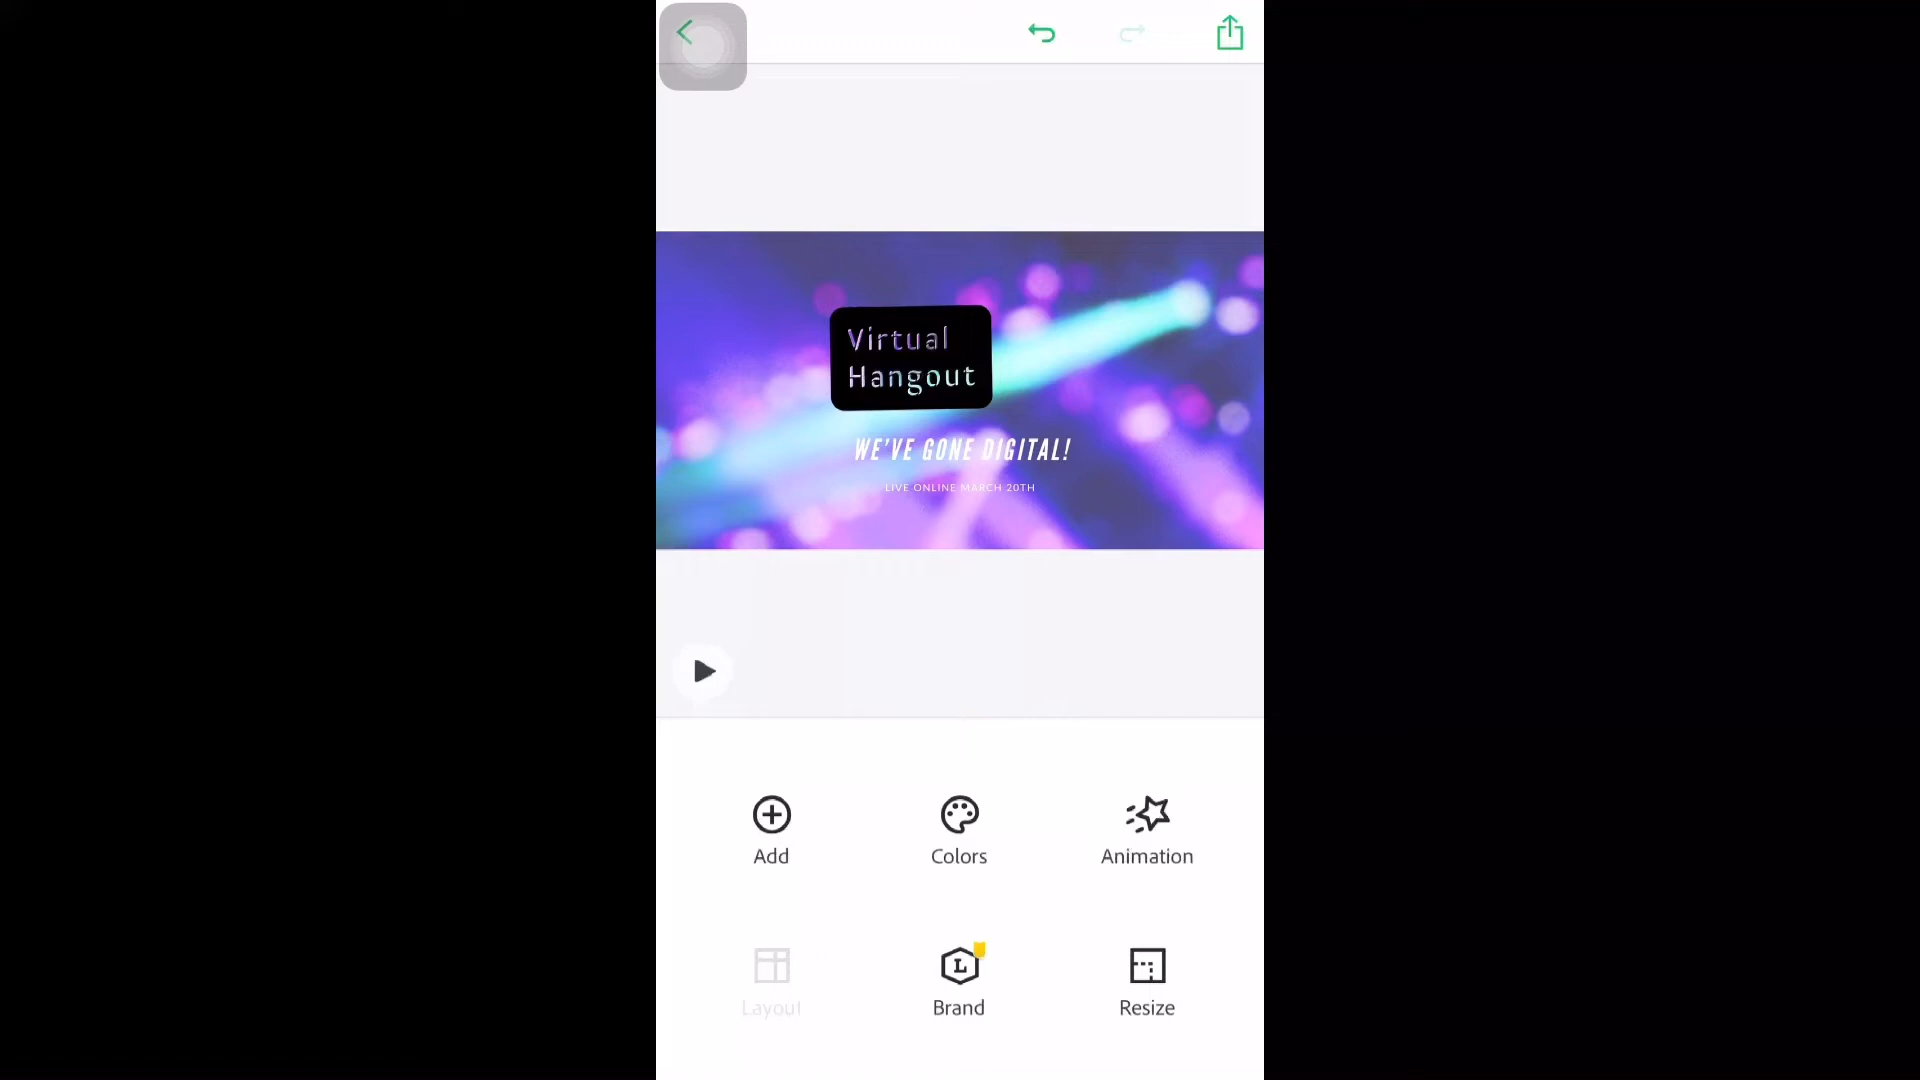 Virtual
Hangout
WE'VE GONE DIGITAL!
LIVE ONLINE MARCH 20TH
Add
Colors
Animation
Layout
L
Brand
Resize